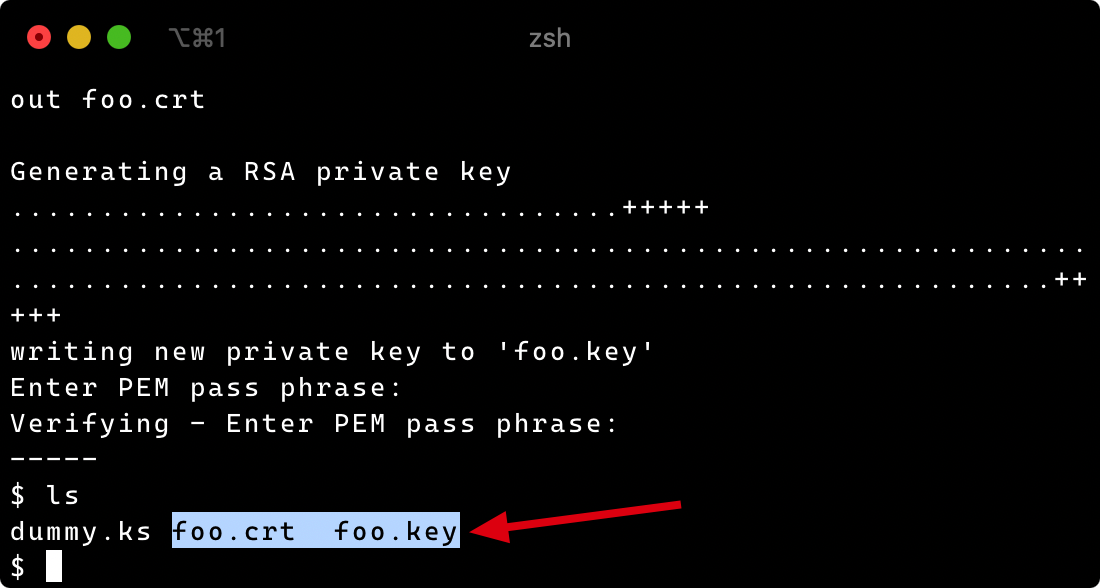 ⌥⌘1 zsh
out foo.crt
Generating a RSA private key
..................................+++++
............................................................
..........................................................++
+++
writing new private key to 'foo.key'
Enter PEM pass phrase:
Verifying - Enter PEM pass phrase:
-----
$ ls
dummy.ks foo.crt  foo.key
$